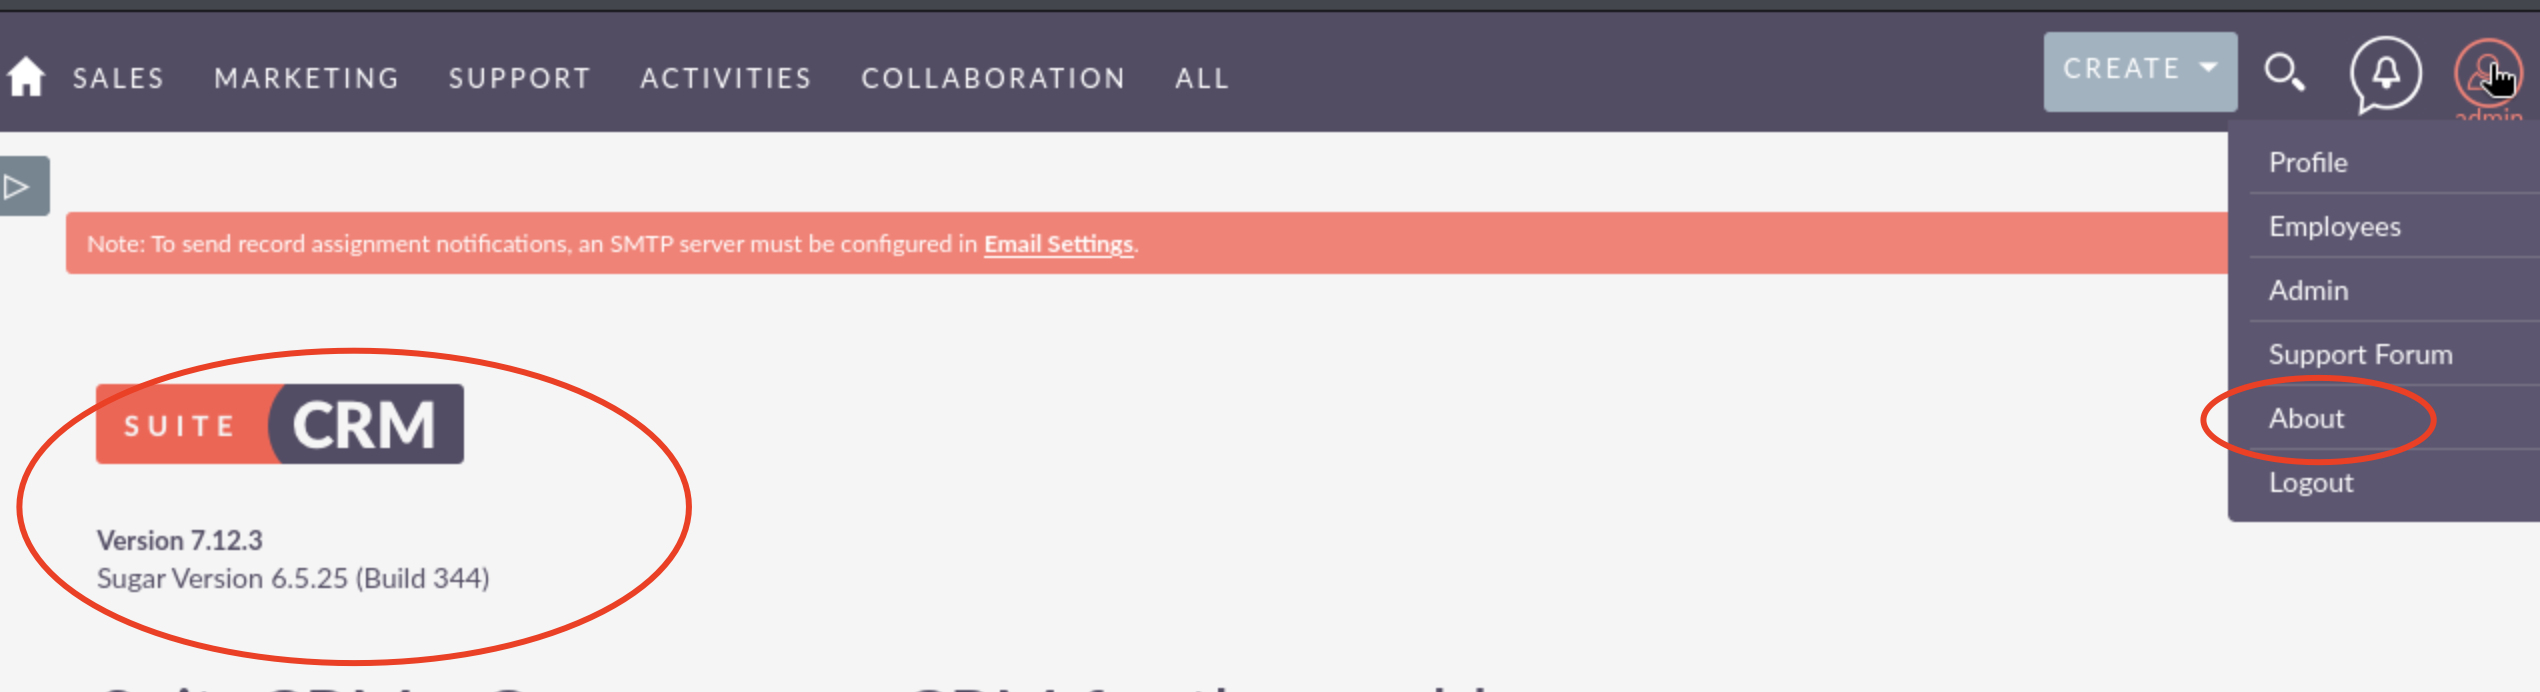 SALES MARKETING SUPPORT ACTIVITIES COLLABORATION ALL CREATE
admin
Profile
Employees
Admin
Support Forum
About
Logout
Note: To send record assignment notifications, an SMTP server must be configured in Email Settings.
SUITE CRM
Version 7.12.3
Sugar Version 6.5.25 (Build 344)